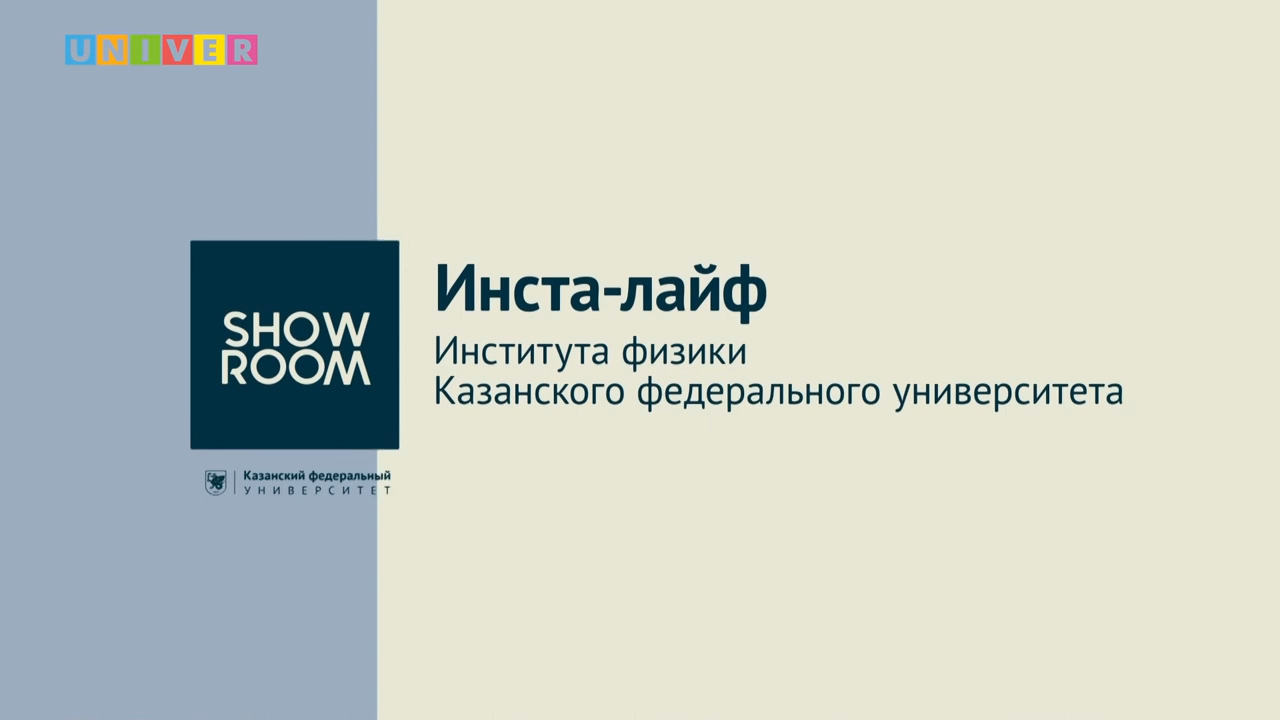 UNIVER
SHOW
ROOM
Инста-лайф
Института физики
Казанского федерального университета
Казанский федеральный
УНИВЕРСИТЕТ